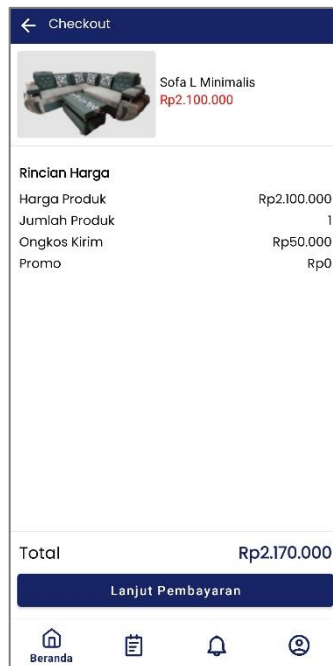 Checkout
Sofa L Minimalis
Rp2.100.000
Rincian Harga
Harga Produk Rp2.100.000
Jumlah Produk 1
Ongkos Kirim Rp50.000
Promo Rp0
Total Rp2.170.000
Lanjut Pembayaran
Beranda